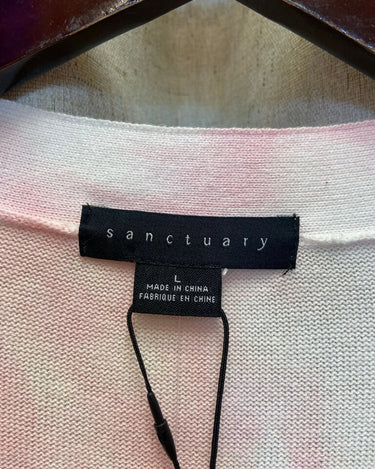 sanctuary
L
MADE IN CHINA
FABRIQUE EN CHINE